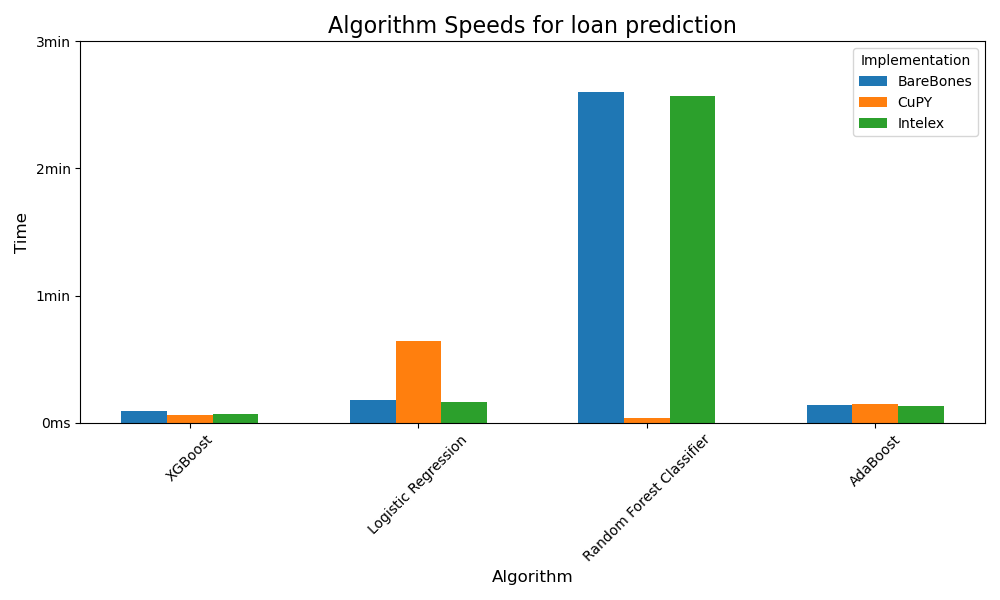 Algorithm Speeds for loan prediction
Time
3min
2min
1min
0ms
Implementation
BareBones
CuPY
Intelex
XGBoost
Logistic Regression
Random Forest Classifier
AdaBoost
Algorithm